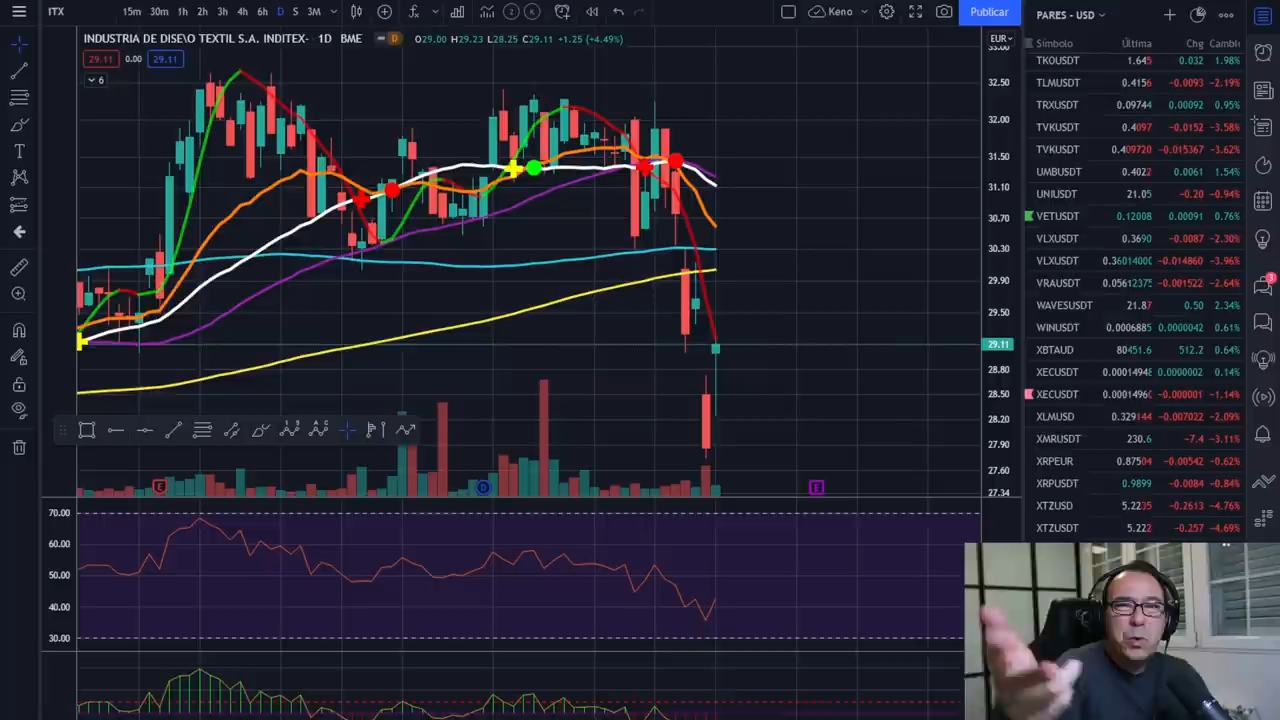 ITX 15m 30m 1h 2h 3h 4h 6h D S 3M Keno Publicar
PARES - USD
INDUSTRIA DE DISE\O TEXTIL S.A. INDITEX- 1D BME D O29.00 H29.23 L28.25 C29.11 +1.25 (+4.49%)
EUR
29.11 0.00 29.11
6
33.00
32.50
32.00
31.50
31.10
30.70
30.30
29.90
29.50
29.11
28.80
28.50
28.20
27.90
27.60
27.34
E D E
70.00
60.00
50.00
40.00
30.00
Símbolo Última Chg Cambio
TKOUSDT 1.645 0.032 1.98%
TLMUSDT 0.4156 -0.0093 -2.19%
TRXUSDT 0.09744 0.00092 0.95%
TVKUSDT 0.4097 -0.0152 -3.58%
TVKUSDT 0.409720 -0.015367 -3.62%
UMBUSDT 0.4022 0.0061 1.54%
UNIUSDT 21.05 -0.20 -0.94%
VETUSDT 0.12008 0.00091 0.76%
VLXUSDT 0.3690 -0.0087 -2.30%
VLXUSDT 0.36014000 -0.014860 -3.96%
VRAUSDT 0.05612375 -0.001522 -2.64%
WAVESUSDT 21.87 0.50 2.34%
WINUSDT 0.0006885 0.0000042 0.61%
XBTAUD 80451.6 512.2 0.64%
XECUSDT 0.0001494 0.0000002 0.14%
XECUSDT 0.0001496 -0.000001 -1.14%
XLMUSD 0.329144 -0.007022 -2.09%
XMRUSDT 230.6 -7.4 -3.11%
XRPEUR 0.87504 -0.00542 -0.62%
XRPUSDT 0.9899 -0.0084 -0.84%
XTZUSD 5.2235 -0.2613 -4.76%
XTZUSDT 5.222 -0.257 -4.69%
3